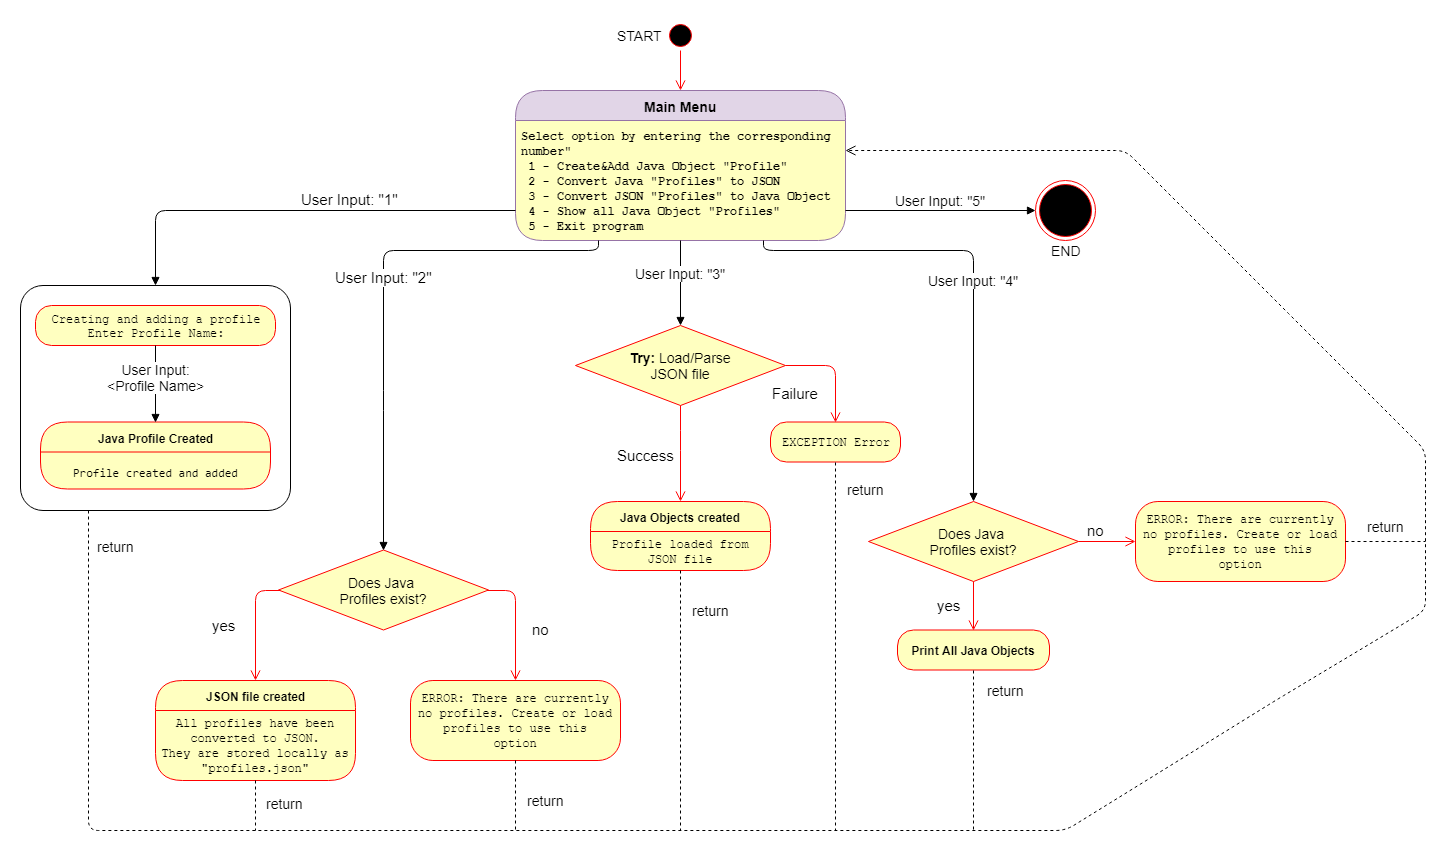 START
Main Menu
Select option by entering the corresponding
number"
1 - Create&Add Java Object "Profile"
2 - Convert Java "Profiles" to JSON
3 - Convert JSON "Profiles" to Java Object
4 - Show all Java Object "Profiles"
5 - Exit program
User Input: "1"
User Input: "5"
END
User Input: "2"
User Input: "3"
User Input: "4"
Creating and adding a profile
Enter Profile Name:
User Input:
<Profile Name>
Java Profile Created
Profile created and added
return
Try: Load/Parse
JSON file
Failure
EXCEPTION Error
return
Success
Java Objects created
Profile loaded from
JSON file
return
Does Java
Profiles exist?
no
ERROR: There are currently
no profiles. Create or load
profiles to use this
option
return
yes
Print All Java Objects
return
Does Java
Profiles exist?
yes
no
JSON file created
All profiles have been
converted to JSON.
They are stored locally as
"profiles.json"
return
ERROR: There are currently
no profiles. Create or load
profiles to use this
option
return